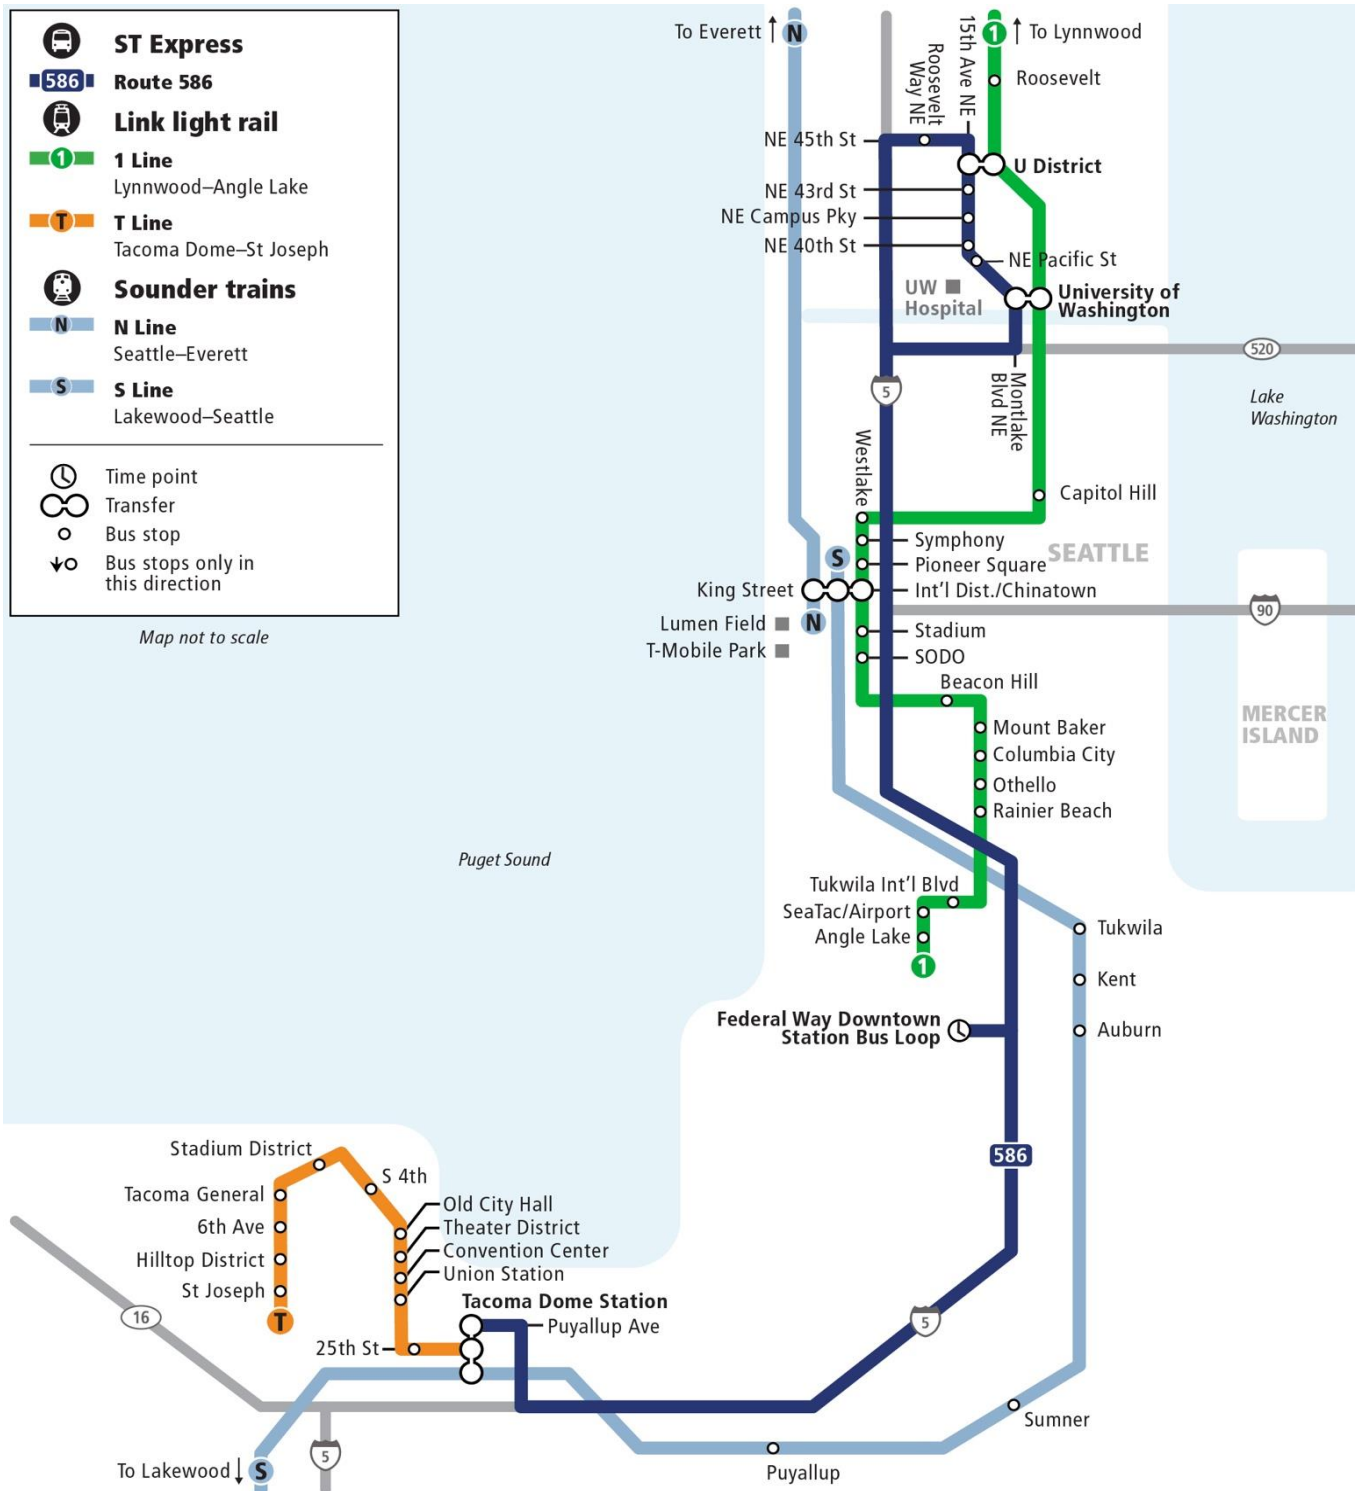 ST Express
586 Route 586
Link light rail
1 1 Line
Lynnwood–Angle Lake
T T Line
Tacoma Dome–St Joseph
Sounder trains
N N Line
Seattle–Everett
S S Line
Lakewood–Seattle
Time point
Transfer
Bus stop
Bus stops only in
this direction
Map not to scale
To Everett
N
Roosevelt
Way NE
15th Ave NE
1
To Lynnwood
Roosevelt
NE 45th St
U District
NE 43rd St
NE Campus Pky
NE 40th St
NE Pacific St
UW
Hospital
University of
Washington
520
5
Montlake
Blvd NE
Lake
Washington
Westlake
Capitol Hill
Symphony
SEATTLE
S
Pioneer Square
King Street
Int'l Dist./Chinatown
90
Lumen Field
N
Stadium
T-Mobile Park
SODO
Beacon Hill
MERCER
ISLAND
Mount Baker
Columbia City
Othello
Rainier Beach
Puget Sound
Tukwila Int'l Blvd
SeaTac/Airport
Angle Lake
1
Tukwila
Kent
Federal Way Downtown
Station Bus Loop
Auburn
586
Stadium District
S 4th
Tacoma General
Old City Hall
6th Ave
Theater District
Hilltop District
Convention Center
St Joseph
Union Station
Tacoma Dome Station
16
T
Puyallup Ave
5
25th St
Sumner
5
To Lakewood
S
Puyallup